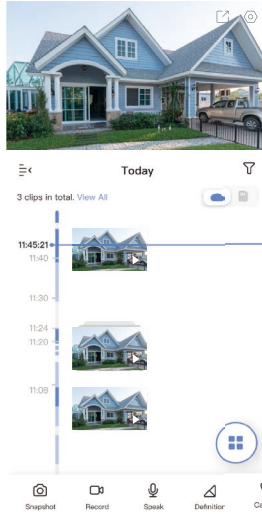 Today
3 clips in total. View All
11:45:21
11:40
11:30
11:24
11:20
11:08
Snapshot
Record
Speak
Definition
Ca